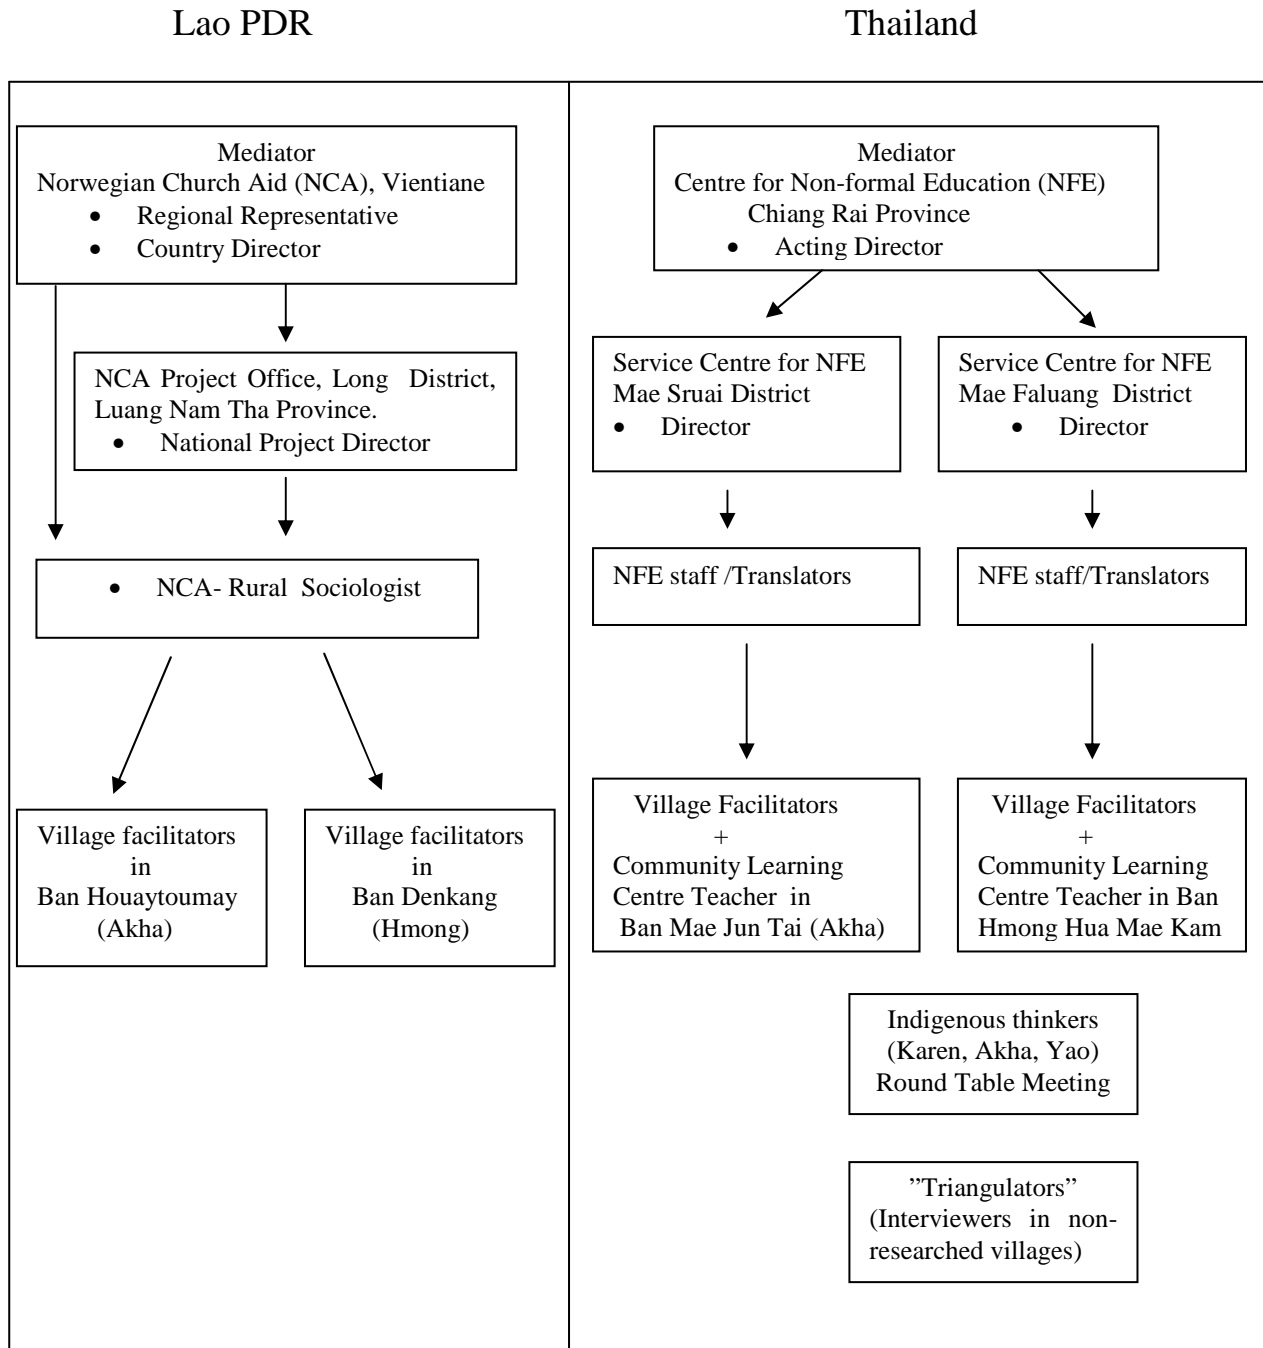 Lao PDR
Thailand
Mediator
Norwegian Church Aid (NCA), Vientiane
• Regional Representative
• Country Director
NCA Project Office, Long District,
Luang Nam Tha Province.
• National Project Director
• NCA- Rural Sociologist
Village facilitators
in
Ban Houaytoumay
(Akha)
Village facilitators
in
Ban Denkang
(Hmong)
Mediator
Centre for Non-formal Education (NFE)
Chiang Rai Province
• Acting Director
Service Centre for NFE
Mae Sruai District
• Director
Service Centre for NFE
Mae Faluang District
• Director
NFE staff /Translators
NFE staff/Translators
Village Facilitators
+
Community Learning
Centre Teacher in
Ban Mae Jun Tai (Akha)
Village Facilitators
+
Community Learning
Centre Teacher in Ban
Hmong Hua Mae Kam
Indigenous thinkers
(Karen, Akha, Yao)
Round Table Meeting
”Triangulators”
(Interviewers in non-
researched villages)